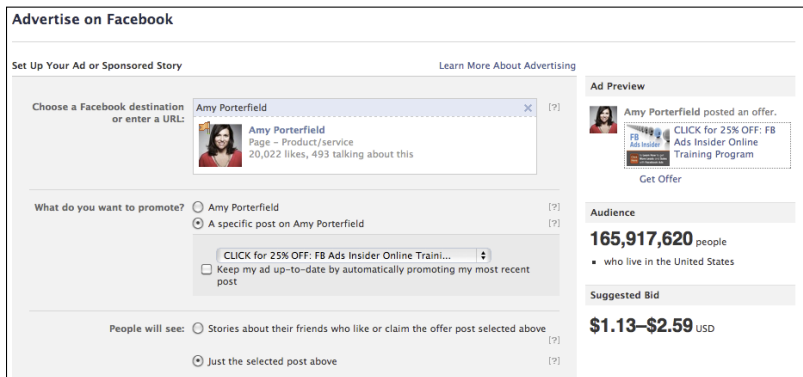 Advertise on Facebook
Set Up Your Ad or Sponsored Story
Learn More About Advertising
Choose a Facebook destination
or enter a URL:
Amy Porterfield
[?]
Amy Porterfield
Page – Product/service
20,022 likes, 493 talking about this
What do you want to promote?
Amy Porterfield
[?]
A specific post on Amy Porterfield
[?]
CLICK for 25% OFF: FB Ads Insider Online Traini...
Keep my ad up-to-date by automatically promoting my most recent
post
People will see:
Stories about their friends who like or claim the offer post selected above
[?]
Just the selected post above
[?]
Ad Preview
Amy Porterfield posted an offer.
FB
Ads Insider
CLICK for 25% OFF: FB
Ads Insider Online
Training Program
Get Offer
Audience
165,917,620 people
who live in the United States
Suggested Bid
$1.13–$2.59 USD